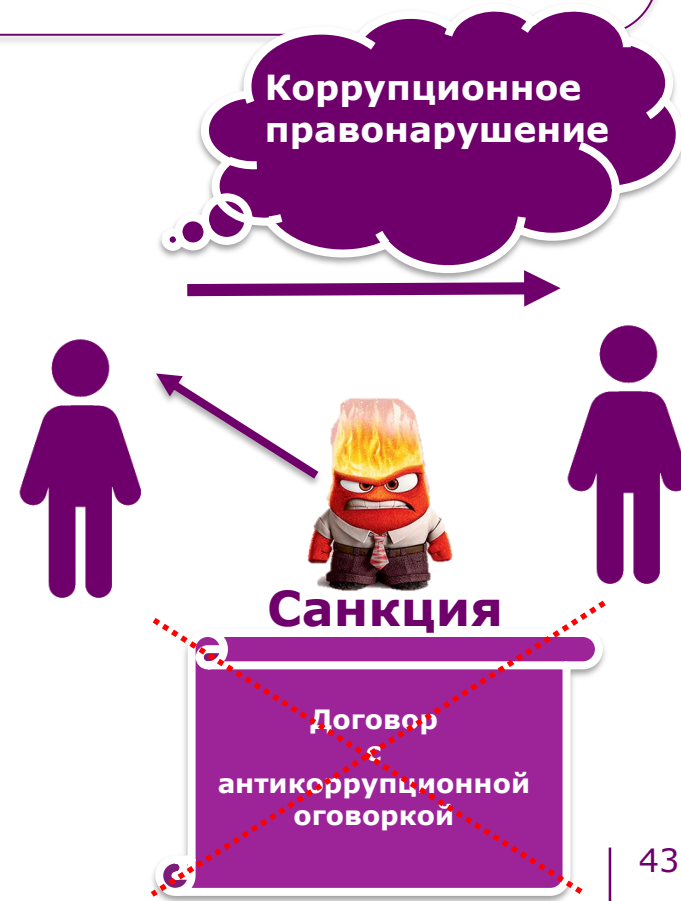 Коррупционное
правонарушение
Санкция
Договор
с
антикоррупционной
оговоркой
43